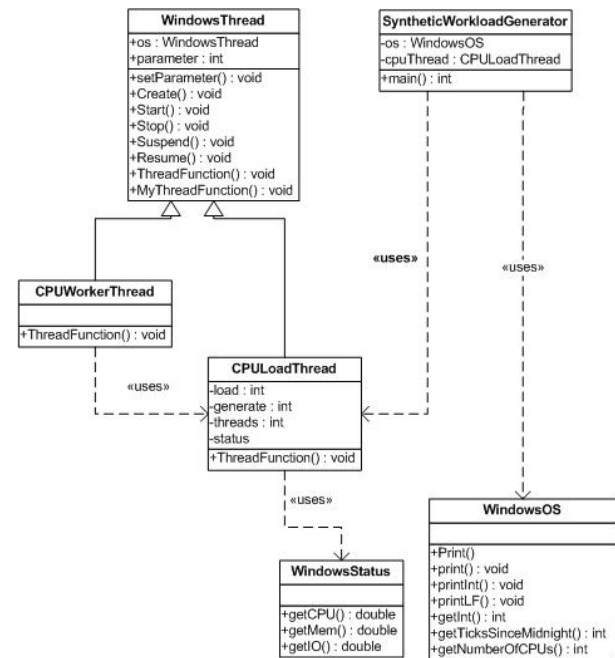 WindowsThread
+os : WindowsThread
+parameter : int
+setParameter() : void
+Create() : void
+Start() : void
+Stop() : void
+Suspend() : void
+Resume() : void
+ThreadFunction() : void
+MyThreadFunction() : void
SyntheticWorkloadGenerator
-os : WindowsOS
-cpuThread : CPULoadThread
+main() : int
«uses»
«uses»
CPUWorkerThread
+ThreadFunction() : void
«uses»
CPULoadThread
-load : int
-generate : int
-threads : int
-status
+ThreadFunction() : void
«uses»
WindowsStatus
+getCPU() : double
+getMem() : double
+getIO() : double
WindowsOS
+Print()
+print() : void
+printInt() : void
+printLF() : void
+getInt() : int
+getTicksSinceMidnight() : int
+getNumberOfCPUs() : int